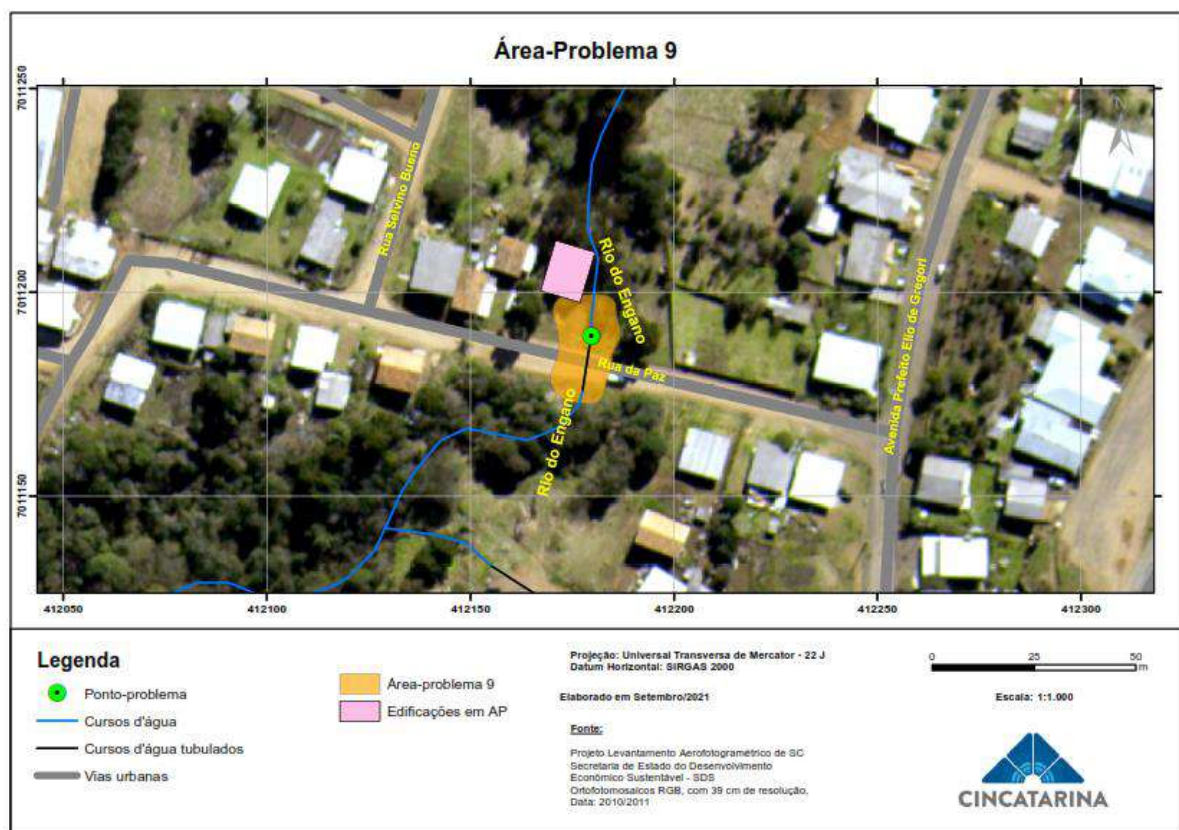 Área-Problema 9
7011250
7011200
7011150
Rua Selvino Bueno
Rio do Engano
Rua da Paz
Rio do Engano
Avenida Prefeito Elio de Gregori
412050
412100
412150
412200
412250
412300
Legenda
Ponto-problema
Cursos d'água
Cursos d'água tubulados
Vias urbanas
Área-problema 9
Edificações em AP
Projeção: Universal Transversa de Mercator - 22 J
Datum Horizontal: SIRGAS 2000
Elaborado em Setembro/2021
Fonte:
Projeto Levantamento Aerofotogramétrico de SC
Secretaria de Estado do Desenvolvimento
Econômico Sustentável - SDS
Ortofotomosaicos RGB, com 39 cm de resolução.
Data: 2010/2011
0 25 50
m
Escala: 1:1.000
CINCATARINA